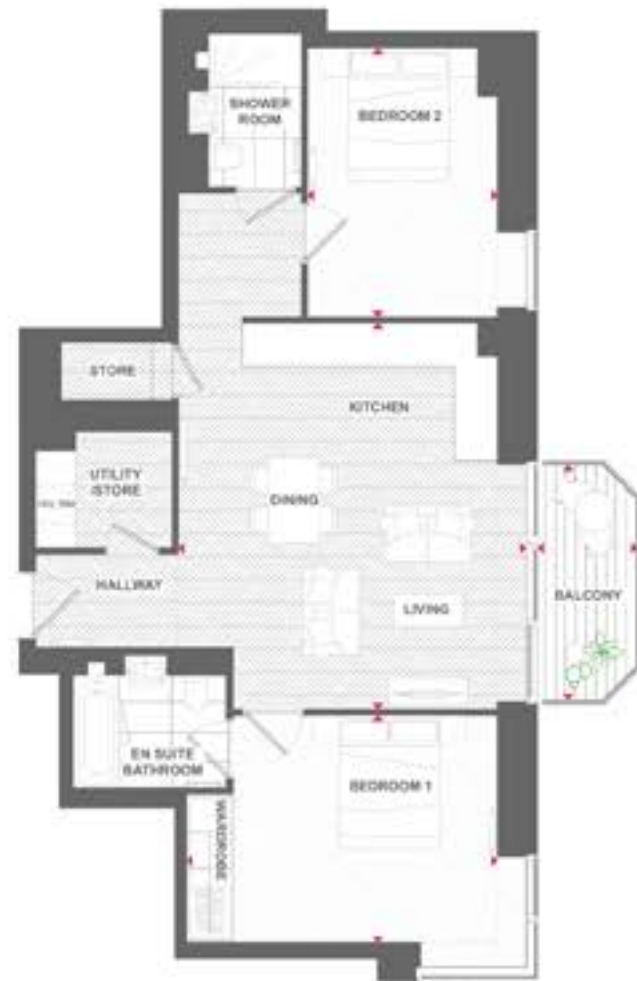 SHOWER
ROOM
BEDROOM 2
STORE
KITCHEN
UTILITY
/STORE
DINING
HALLWAY
LIVING
BALCONY
EN SUITE
BATHROOM
BEDROOM 1
WARDROBE